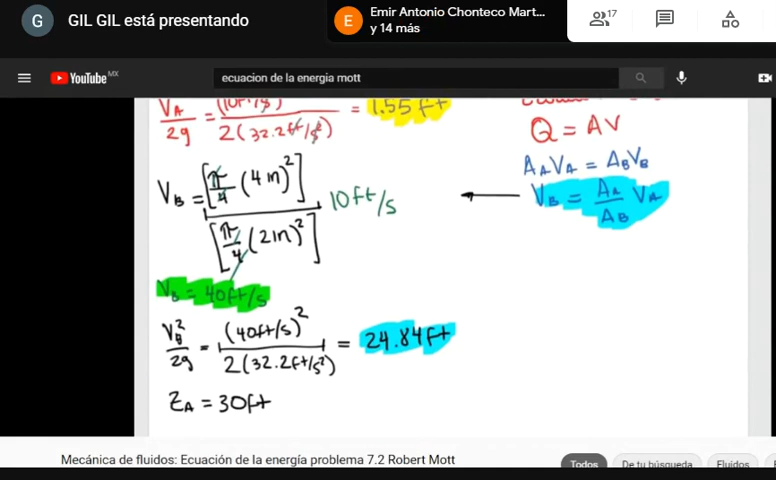 G GIL GIL está presentando
E Emir Antonio Chonteco Mart...
y 14 más
17
YouTube MX
ecuacion de la energia mott
V_A/2g = (10ft/s)²/2(32.2ft/s²) = 1.55ft
Q = AV
A_A V_A = A_B V_B
V_B = A_A/A_B V_A
V_B = [π/4 (4in)²]/[π/4 (2in)²] 10ft/s
V_B = 40ft/s
V_B²/2g = (40ft/s)²/2(32.2ft/s²) = 24.84ft
Z_A = 30ft
Mecánica de fluidos: Ecuación de la energía problema 7.2 Robert Mott
Todos De tu búsqueda Fluidos